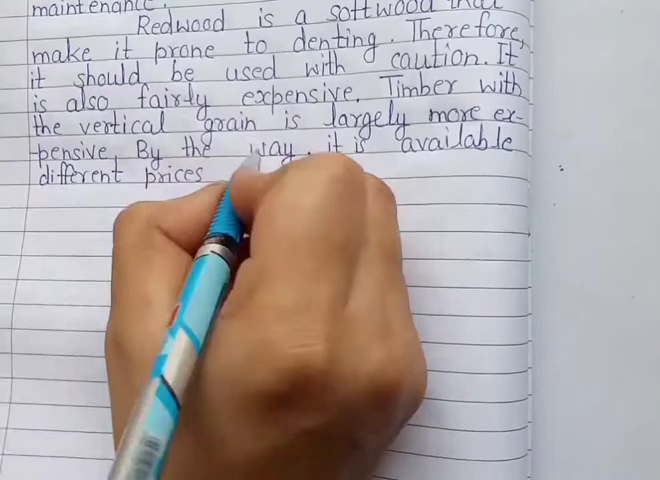 maintenance.
Redwood is a softwood that
make it prone to denting. Therefore,
it should be used with caution. It
is also fairly expensive. Timber with
the vertical grain is largely more ex-
pensive. By the way, it is available
different prices